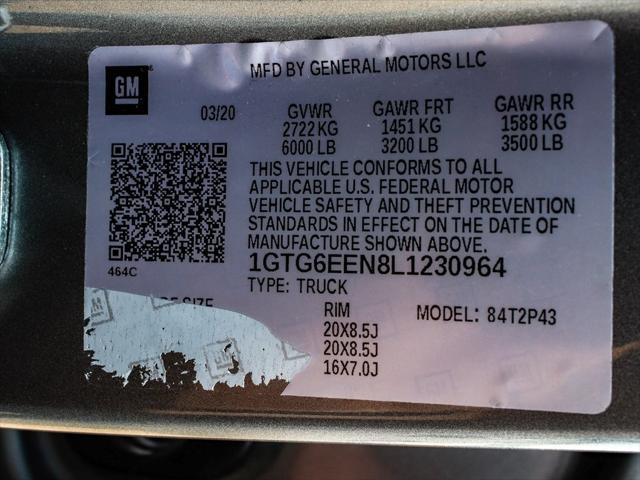 GM
MFD BY GENERAL MOTORS LLC
03/20
GVWR GAWR FRT GAWR RR
2722 KG 1451 KG 1588 KG
6000 LB 3200 LB 3500 LB
THIS VEHICLE CONFORMS TO ALL
APPLICABLE U.S. FEDERAL MOTOR
VEHICLE SAFETY AND THEFT PREVENTION
STANDARDS IN EFFECT ON THE DATE OF
MANUFACTURE SHOWN ABOVE.
464C
1GTG6EEN8L1230964
TYPE: TRUCK
RIM MODEL: 84T2P43
20X8.5J
20X8.5J
16X7.0J